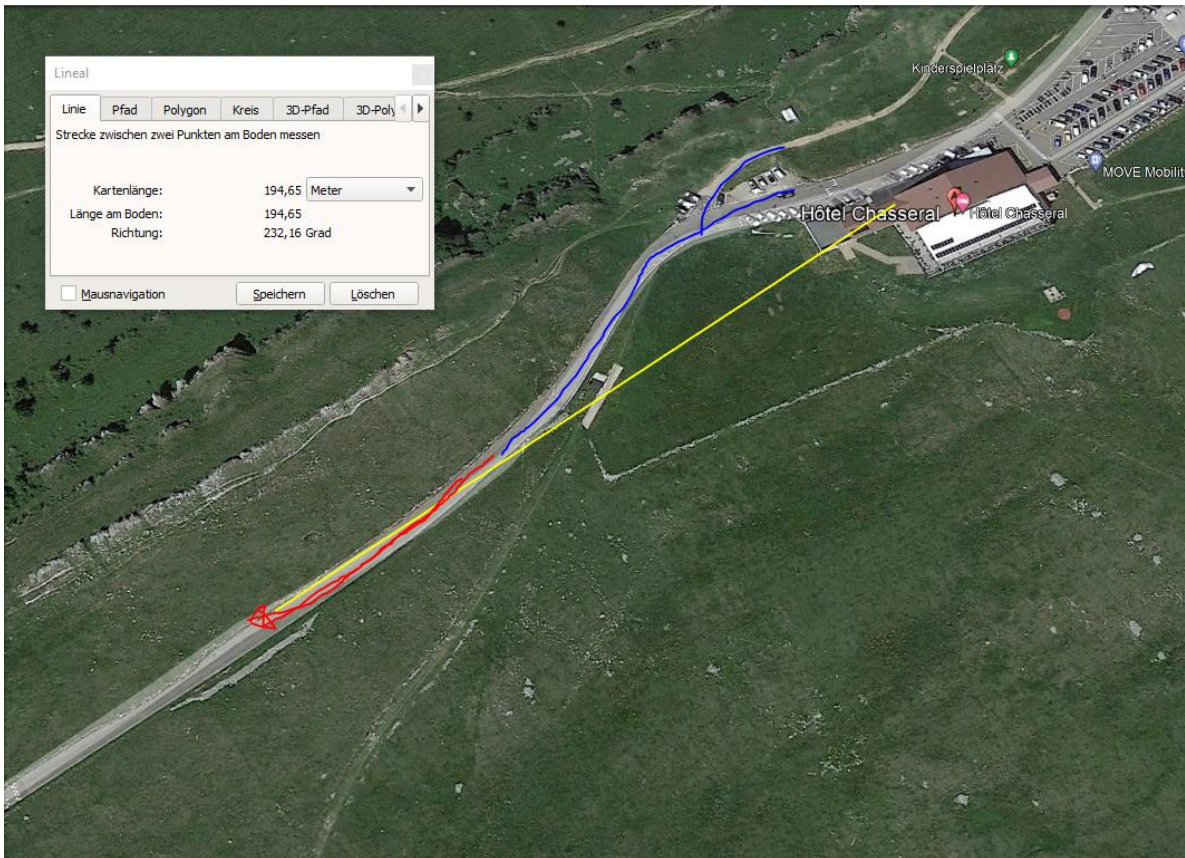 Lineal
Linie Pfad Polygon Kreis 3D-Pfad 3D-Poly
Strecke zwischen zwei Punkten am Boden messen
Kartenlänge: 194,65 Meter
Länge am Boden: 194,65
Richtung: 232,16 Grad
Mausnavigation Speichern Löschen
Kinderspielplatz
MOVE Mobilit
Hôtel Chasseral Hôtel Chasseral